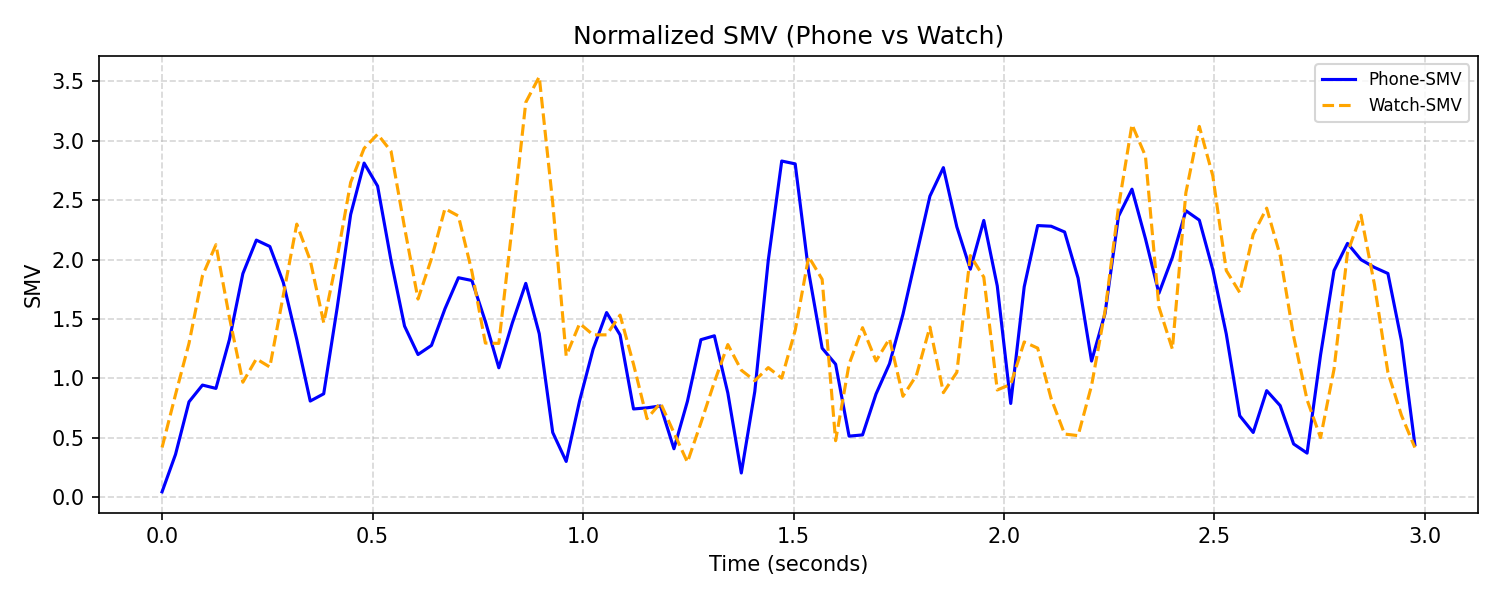 Normalized SMV (Phone vs Watch)
Phone-SMV
Watch-SMV
SMV
3.5
3.0
2.5
2.0
1.5
1.0
0.5
0.0
0.0 0.5 1.0 1.5 2.0 2.5 3.0
Time (seconds)